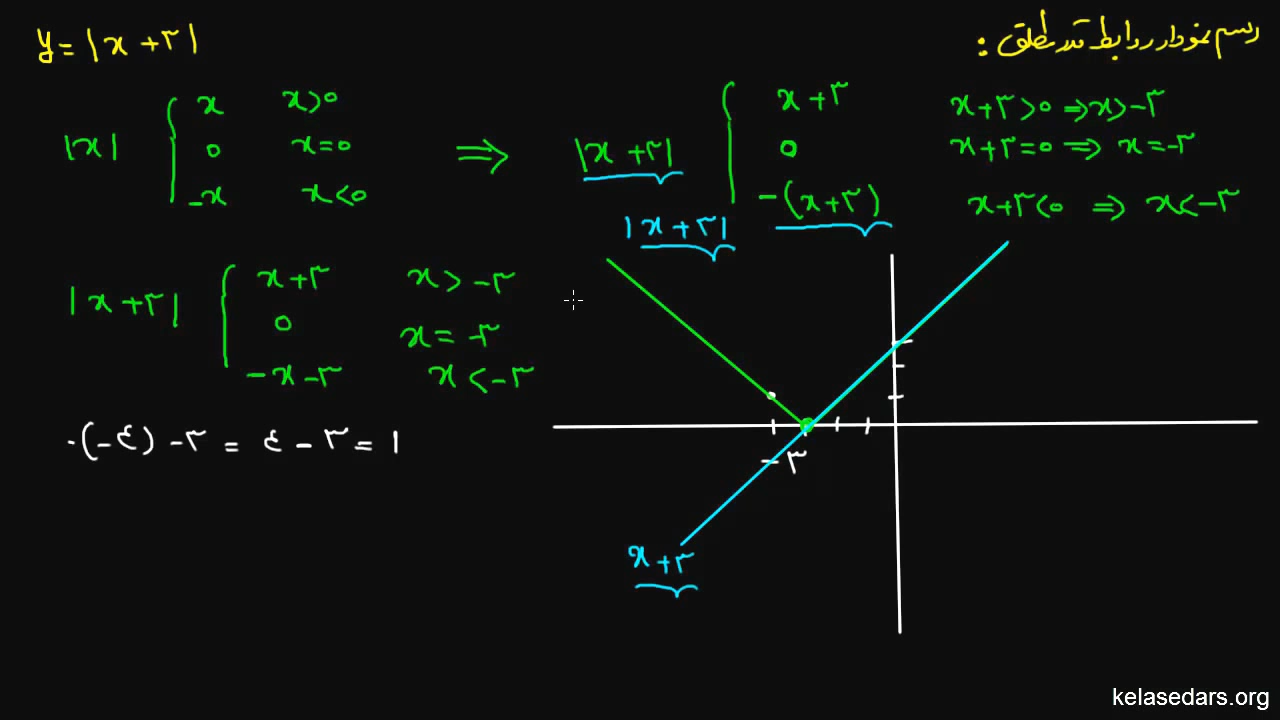 رسم نمودار روابط قدر مطلق :
y = |x + ۳|
|x| { x x>0
0 x=0
-x x<0
⇒ |x + ۳| { x + ۳ x+۳>0 ⇒ x>-۳
0 x+۳=0 ⇒ x=-۳
-(x+۳) x+۳<0 ⇒ x<-۳
|x+۳|
|x+۳| { x+۳ x>-۳
0 x=-۳
-x-۳ x<-۳
-(-٤)-۳ = ٤-۳ = ۱
-۳
x+۳
kelasedars.org